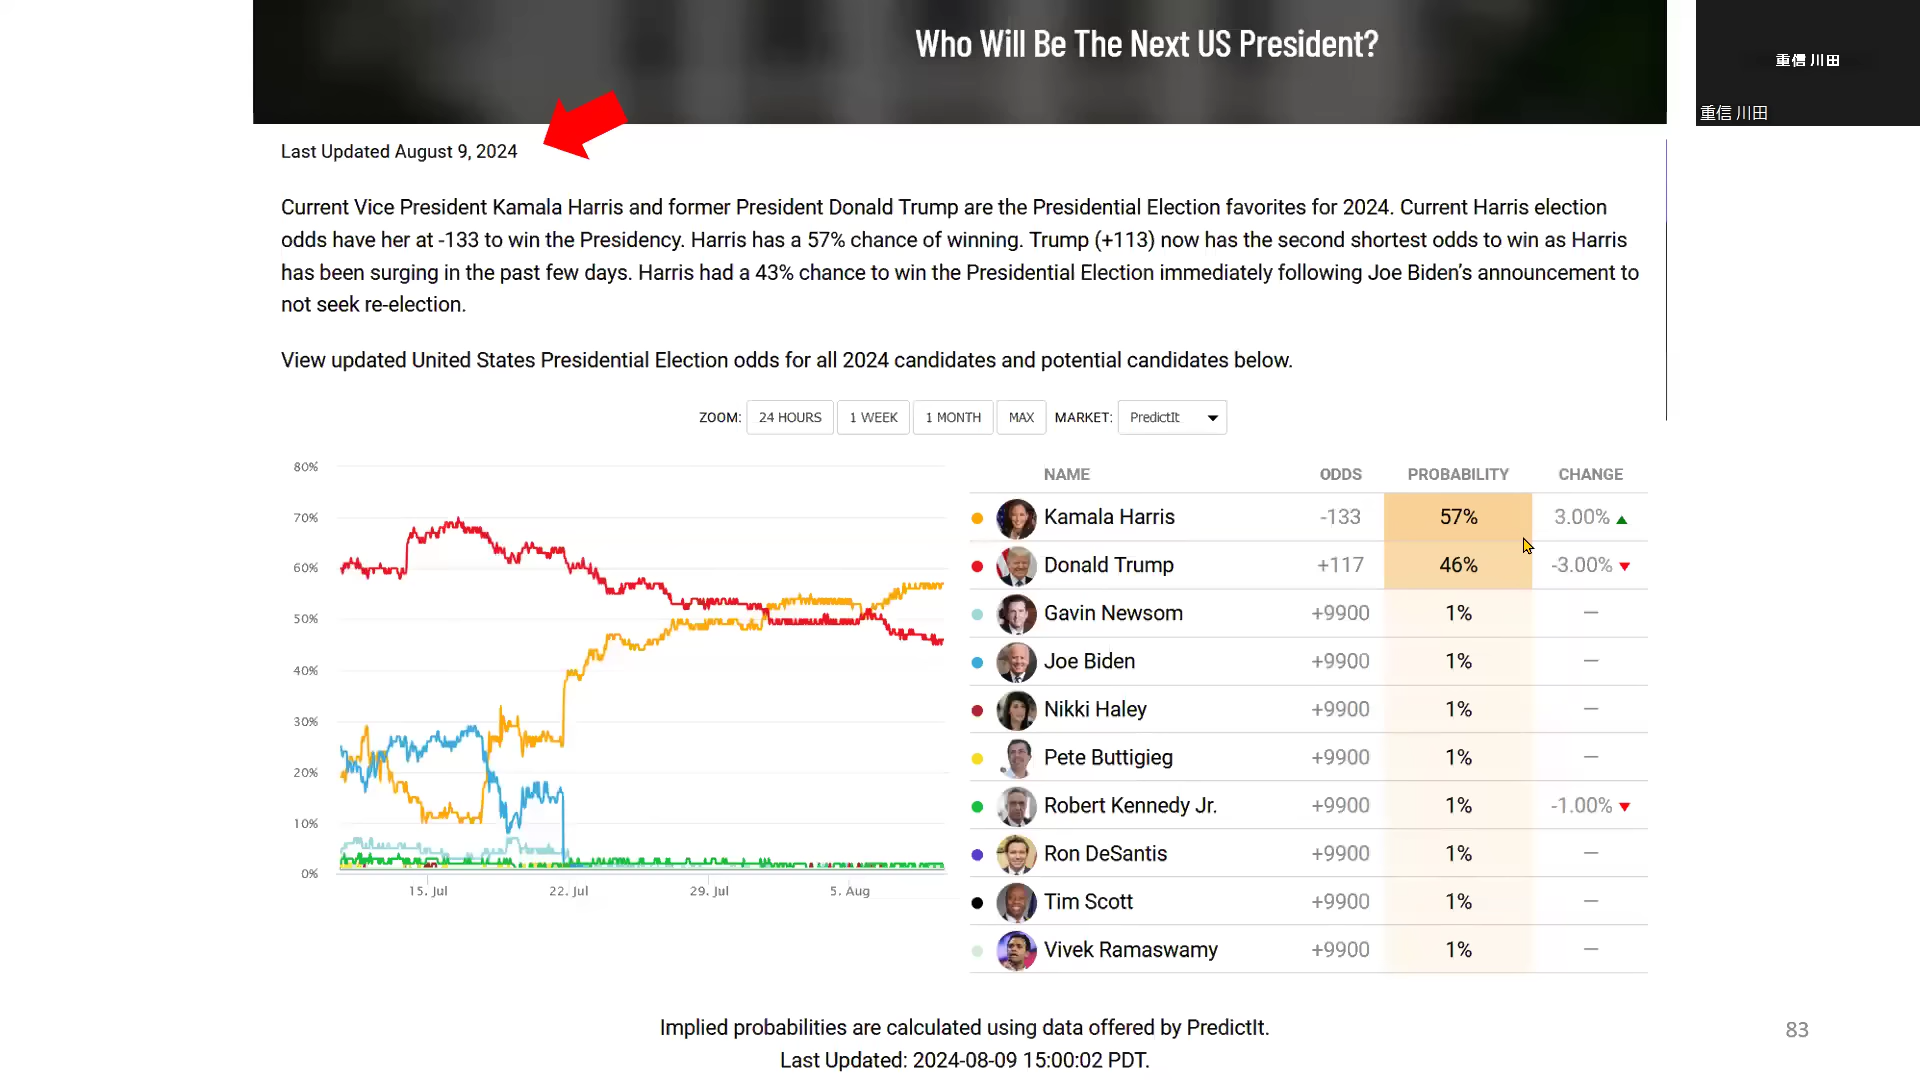 Who Will Be The Next US President?
重信 川田
重信 川田
Last Updated August 9, 2024
Current Vice President Kamala Harris and former President Donald Trump are the Presidential Election favorites for 2024. Current Harris election
odds have her at -133 to win the Presidency. Harris has a 57% chance of winning. Trump (+113) now has the second shortest odds to win as Harris
has been surging in the past few days. Harris had a 43% chance to win the Presidential Election immediately following Joe Biden’s announcement to
not seek re-election.
View updated United States Presidential Election odds for all 2024 candidates and potential candidates below.
ZOOM: 24 HOURS 1 WEEK 1 MONTH MAX MARKET: PredictIt
80%
70%
60%
50%
40%
30%
20%
10%
0%
15. Jul 22. Jul 29. Jul 5. Aug
NAME ODDS PROBABILITY CHANGE
Kamala Harris -133 57% 3.00%
Donald Trump +117 46% -3.00%
Gavin Newsom +9900 1% —
Joe Biden +9900 1% —
Nikki Haley +9900 1% —
Pete Buttigieg +9900 1% —
Robert Kennedy Jr. +9900 1% -1.00%
Ron DeSantis +9900 1% —
Tim Scott +9900 1% —
Vivek Ramaswamy +9900 1% —
Implied probabilities are calculated using data offered by PredictIt.
Last Updated: 2024-08-09 15:00:02 PDT.
83